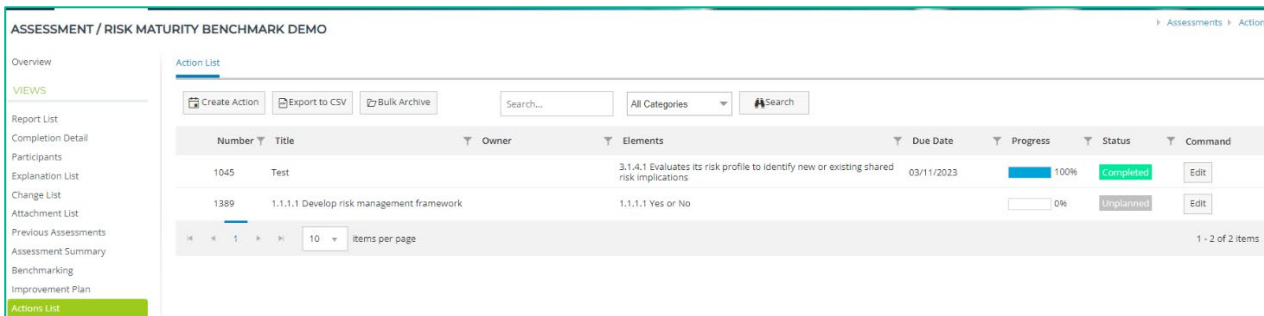 ASSESSMENT / RISK MATURITY BENCHMARK DEMO
Assessments Action
Overview
VIEWS
Report List
Completion Detail
Participants
Explanation List
Change List
Attachment List
Previous Assessments
Assessment Summary
Benchmarking
Improvement Plan
Actions List
Action List
Create Action Export to CSV Bulk Archive Search... All Categories Search
Number Title Owner Elements Due Date Progress Status Command
1045 Test 3.1.4.1 Evaluates its risk profile to identify new or existing shared risk implications 03/11/2023 100% Completed Edit
1389 1.1.1.1 Develop risk management framework 1.1.1.1 Yes or No 0% Unplanned Edit
1 10 items per page 1 - 2 of 2 items